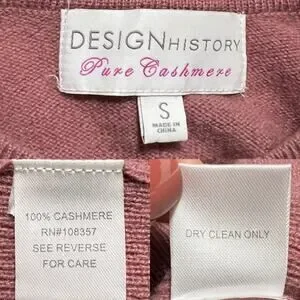 DESIGNHISTORY
Pure Cashmere
S
MADE IN
CHINA
100% CASHMERE
RN#108357
SEE REVERSE
FOR CARE
DRY CLEAN ONLY